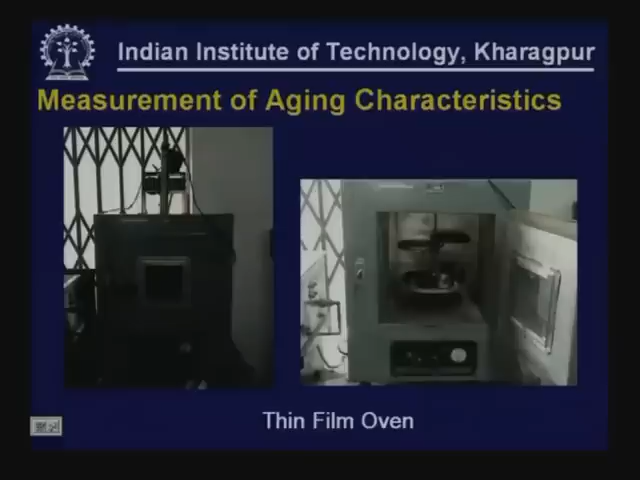 Indian Institute of Technology, Kharagpur
Measurement of Aging Characteristics
Thin Film Oven